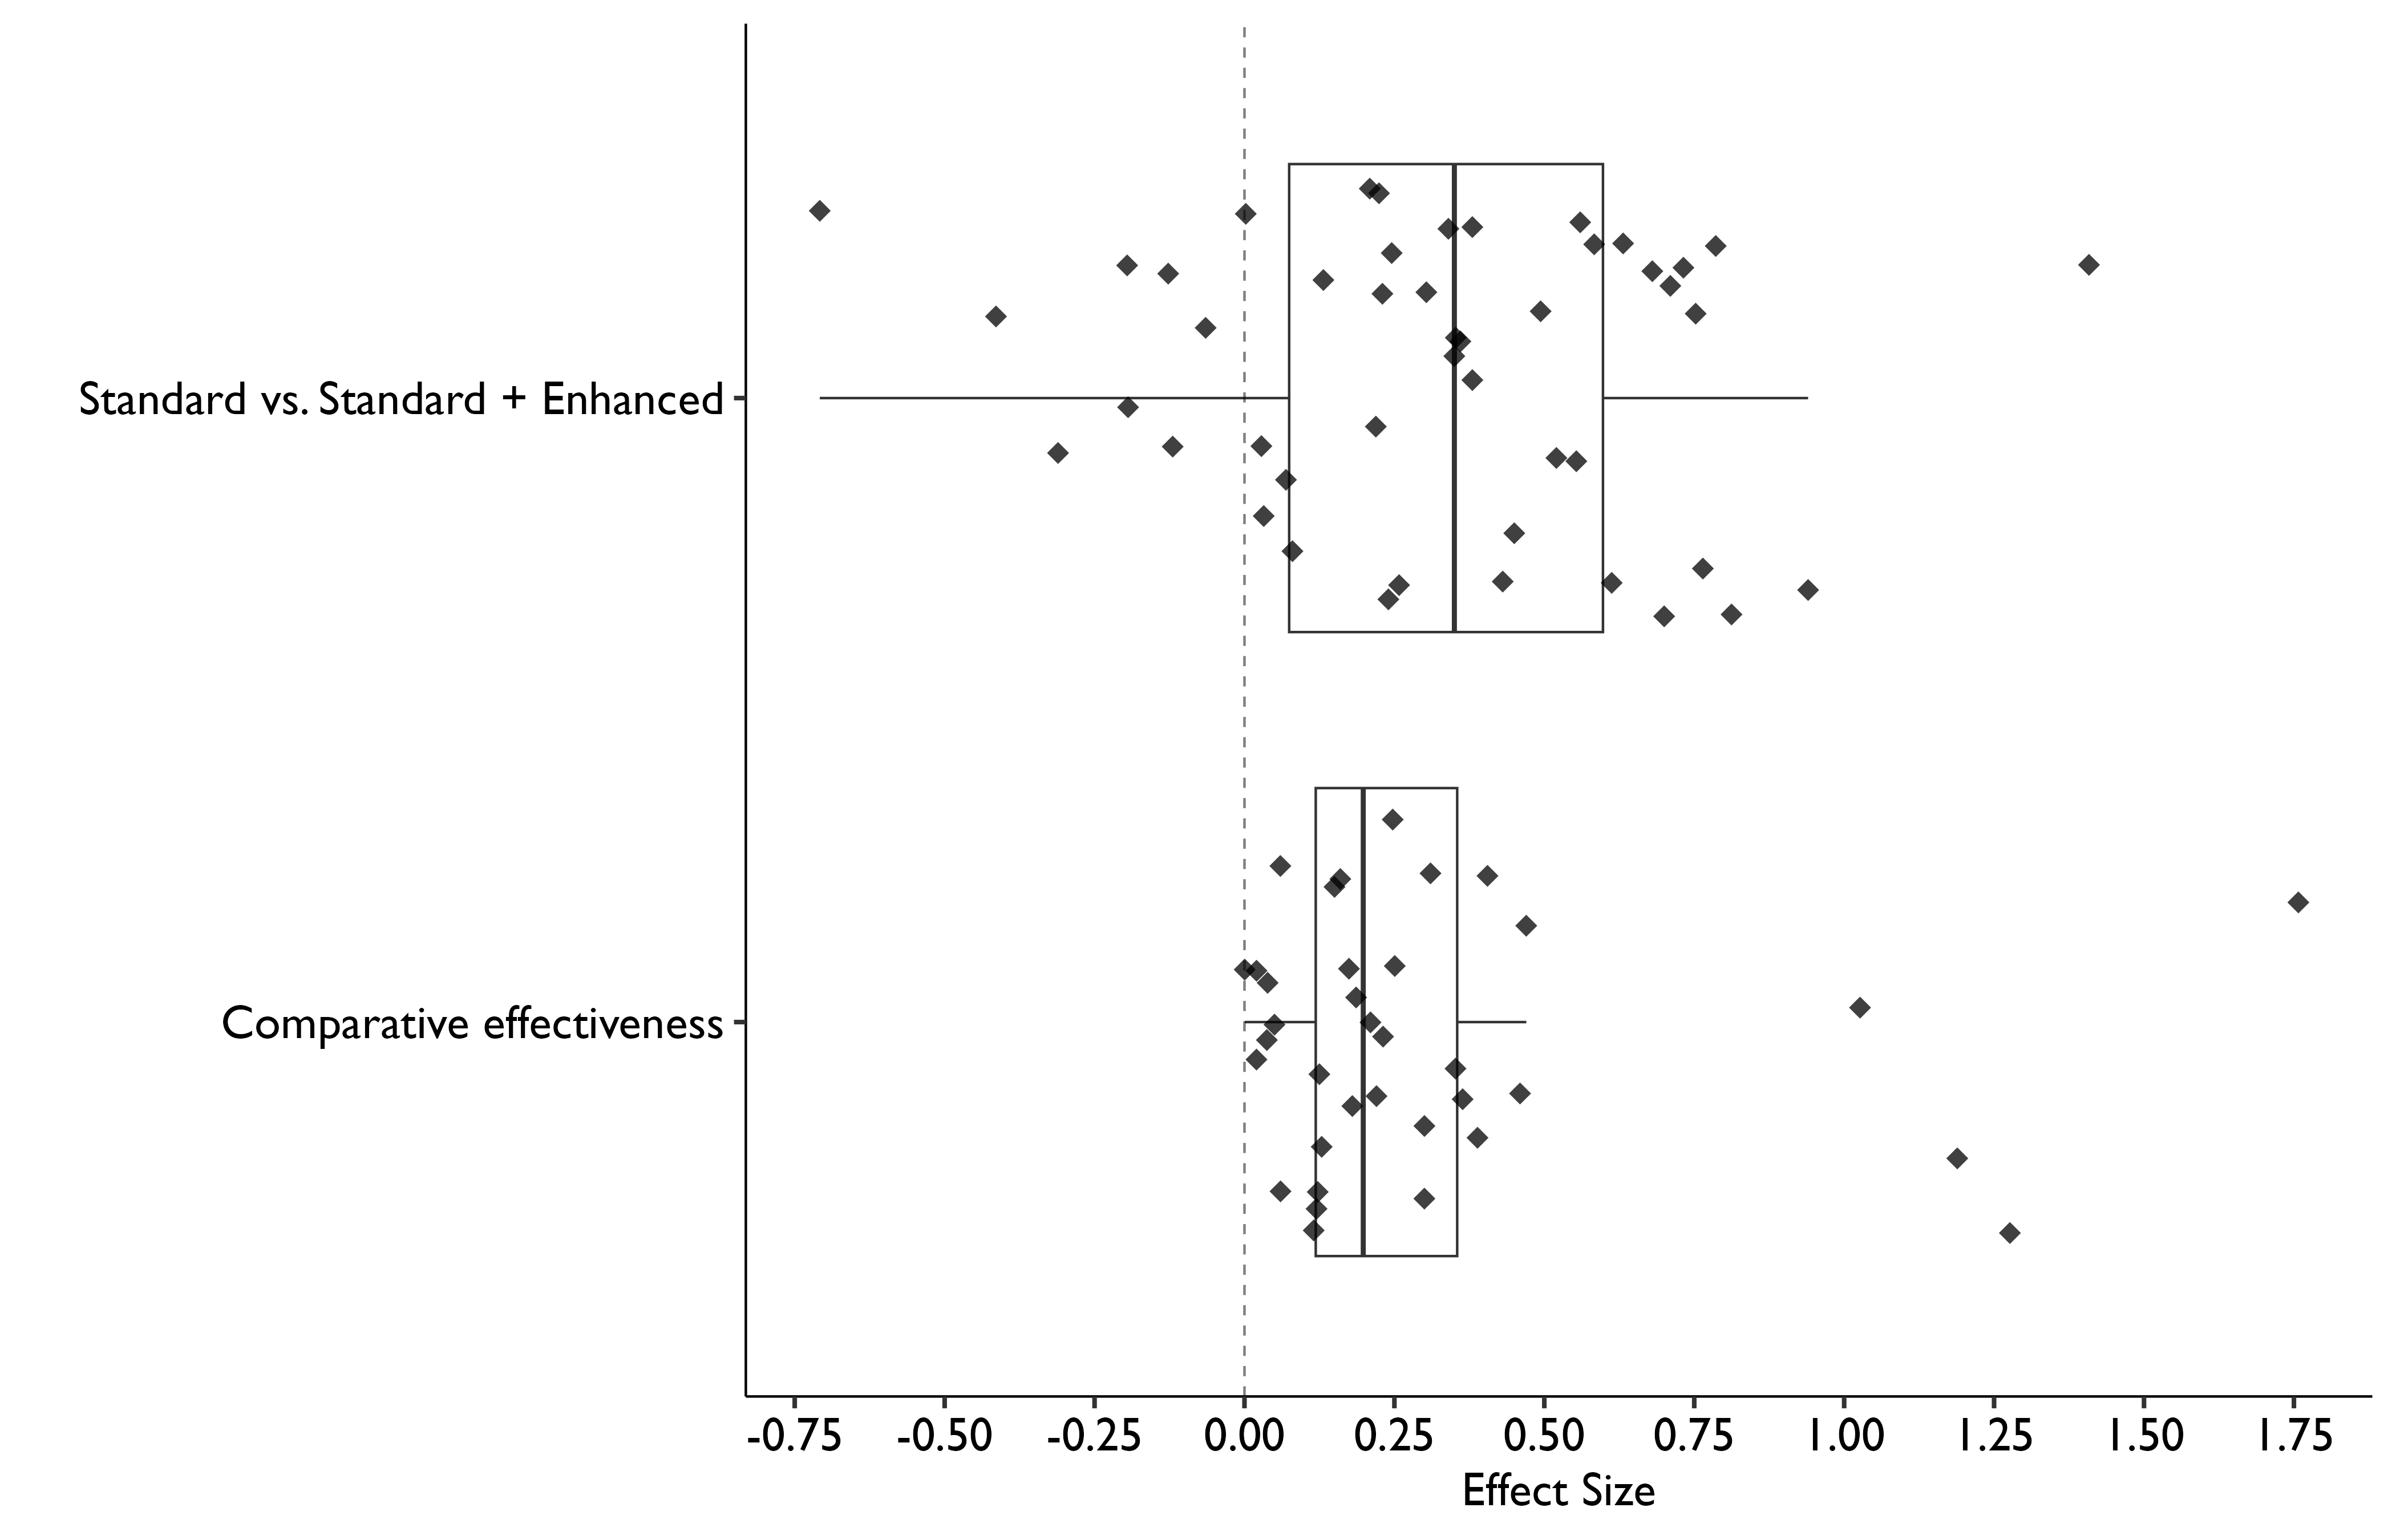 Standard vs. Standard + Enhanced
Comparative effectiveness
-0.75 -0.50 -0.25 0.00 0.25 0.50 0.75 1.00 1.25 1.50 1.75
Effect Size